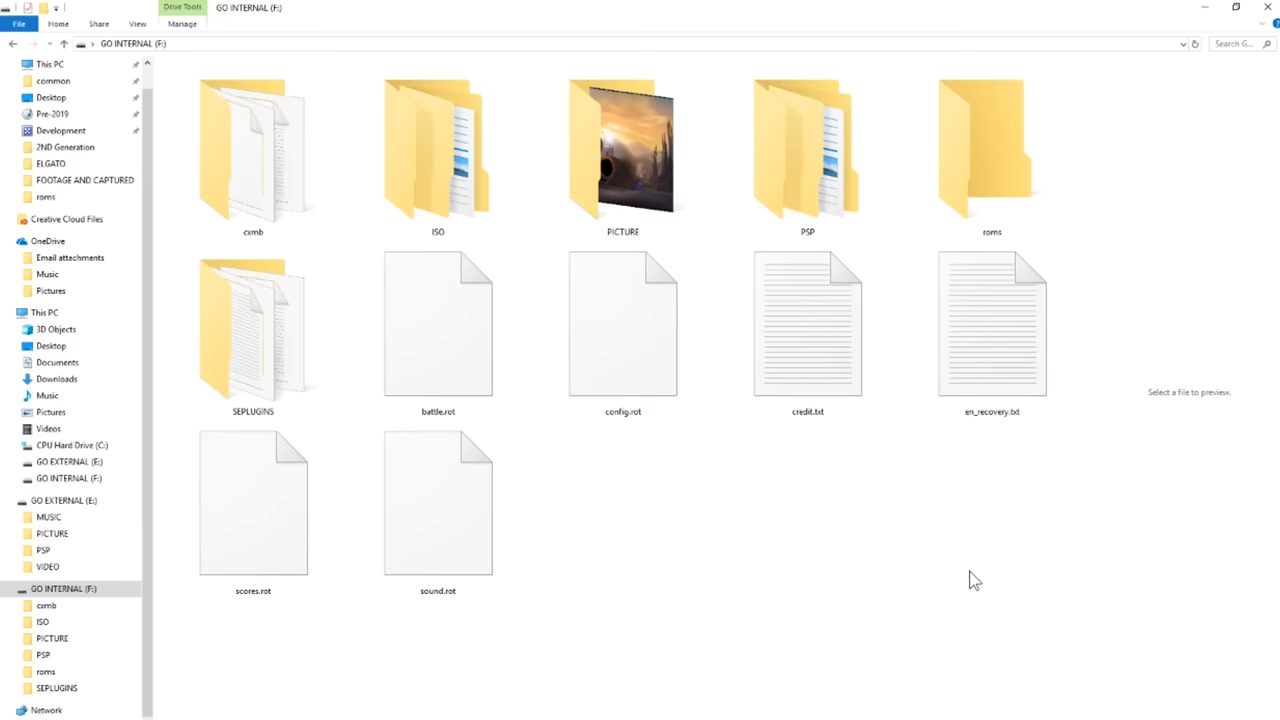 Drive Tools
GO INTERNAL (F:)
File
Home
Share
View
Manage
GO INTERNAL (F:)
Search G...
This PC
common
Desktop
Pre-2019
Development
2ND Generation
ELGATO
FOOTAGE AND CAPTURED
roms
Creative Cloud Files
OneDrive
Email attachments
Music
Pictures
This PC
3D Objects
Desktop
Documents
Downloads
Music
Pictures
Videos
CPU Hard Drive (C:)
GO EXTERNAL (E:)
GO INTERNAL (F:)
GO EXTERNAL (E:)
MUSIC
PICTURE
PSP
VIDEO
GO INTERNAL (F:)
cxmb
ISO
PICTURE
PSP
roms
SEPLUGINS
Network
cxmb
ISO
PICTURE
PSP
roms
SEPLUGINS
battle.rot
config.rot
credit.txt
en_recovery.txt
scores.rot
sound.rot
Select a file to preview.